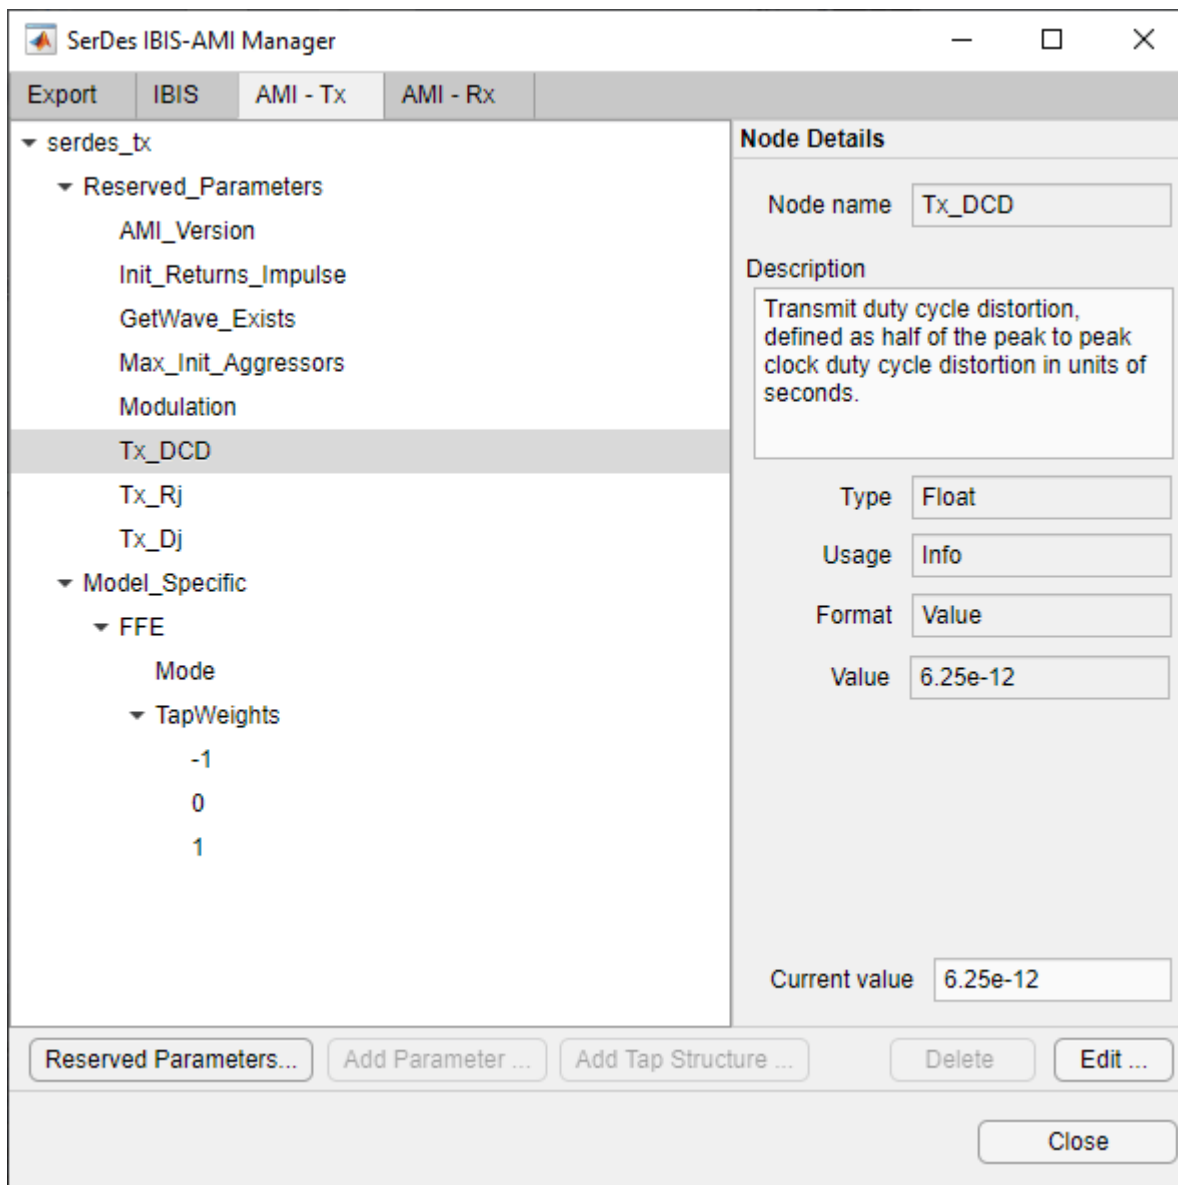 SerDes IBIS-AMI Manager
Export IBIS AMI - Tx AMI - Rx
serdes_tx
Reserved_Parameters
AMI_Version
Init_Returns_Impulse
GetWave_Exists
Max_Init_Aggressors
Modulation
Tx_DCD
Tx_Rj
Tx_Dj
Model_Specific
FFE
Mode
TapWeights
-1
0
1
Node Details
Node name Tx_DCD
Description
Transmit duty cycle distortion,
defined as half of the peak to peak
clock duty cycle distortion in units of
seconds.
Type Float
Usage Info
Format Value
Value 6.25e-12
Current value 6.25e-12
Reserved Parameters... Add Parameter ... Add Tap Structure ... Delete Edit ...
Close